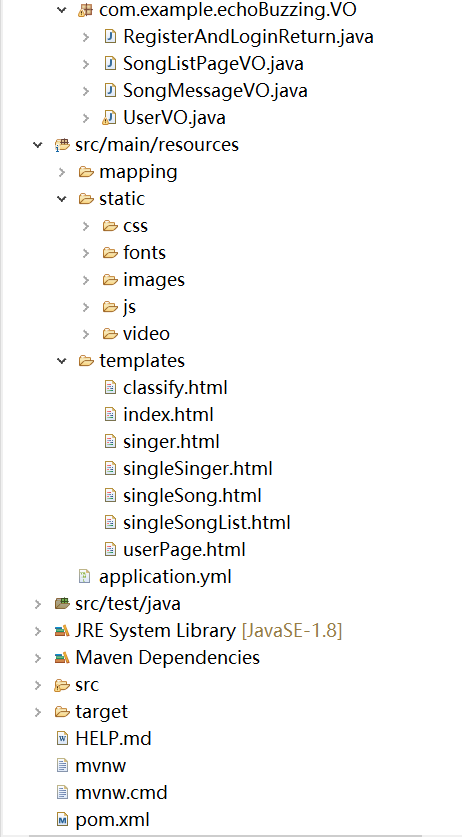 com.example.echoBuzzing.VO
RegisterAndLoginReturn.java
SongListPageVO.java
SongMessageVO.java
UserVO.java
src/main/resources
mapping
static
css
fonts
images
js
video
templates
classify.html
index.html
singer.html
singleSinger.html
singleSong.html
singleSongList.html
userPage.html
application.yml
src/test/java
JRE System Library [JavaSE-1.8]
Maven Dependencies
src
target
HELP.md
mvnw
mvnw.cmd
pom.xml